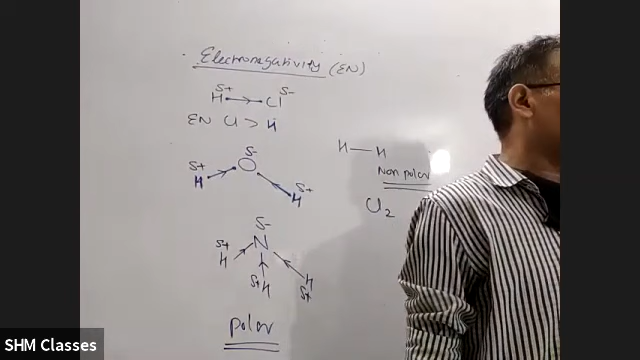 Electronegativity (EN)
δ+ δ-
H Cl
EN Cl > H
δ-
δ+ O
H δ+
H
H — H
Non polar
Cl2
δ-
N
δ+
H
δ+ H
H
δ+
polar
SHM Classes